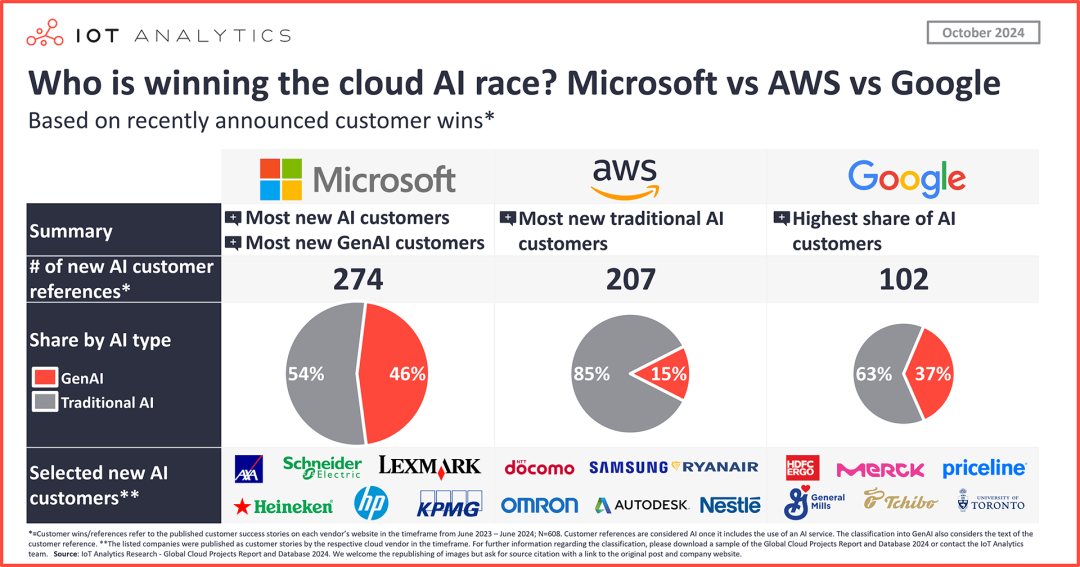 IOT ANALYTICS
October 2024
Who is winning the cloud AI race? Microsoft vs AWS vs Google
Based on recently announced customer wins*
Microsoft
aws
Google
Summary
Most new AI customers
Most new GenAI customers
Most new traditional AI
customers
Highest share of AI
customers
# of new AI customer
references*
274
207
102
Share by AI type
GenAI
Traditional AI
54%
46%
85%
15%
63%
37%
Selected new AI
customers**
AXA
Schneider
Electric
LEXMARK
Heineken
hp
KPMG
NTT
docomo
SAMSUNG
RYANAIR
OMRON
AUTODESK
Nestlē
HDFC
ERGO
MERCK
priceline
General
Mills
Tchibo
UNIVERSITY OF
TORONTO
*=Customer wins/references refer to the published customer success stories on each vendor's website in the timeframe from June 2023 – June 2024; N=608. Customer references are considered AI once it includes the use of an AI service. The classification into GenAI also considers the text of the
customer reference. **The listed companies were published as customer stories by the respective cloud vendor in the timeframe. For further information regarding the classification, please download a sample of the Global Cloud Projects Report and Database 2024 or contact the IoT Analytics
team. Source: IoT Analytics Research - Global Cloud Projects Report and Database 2024. We welcome the republishing of images but ask for source citation with a link to the original post and company website.